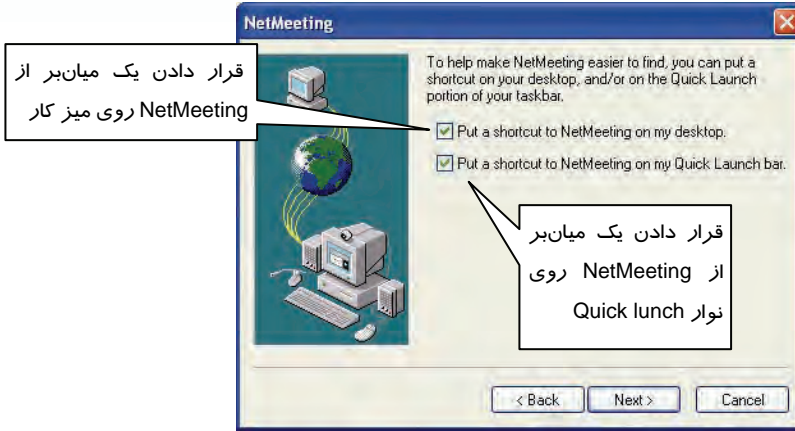 NetMeeting
To help make NetMeeting easier to find, you can put a
shortcut on your desktop, and/or on the Quick Launch
portion of your taskbar.
قرار دادن یک میان‌بر از
NetMeeting روی میز کار
Put a shortcut to NetMeeting on my desktop.
Put a shortcut to NetMeeting on my Quick Launch bar.
قرار دادن یک میان‌بر
از NetMeeting روی
نوار Quick lunch
< Back
Next >
Cancel